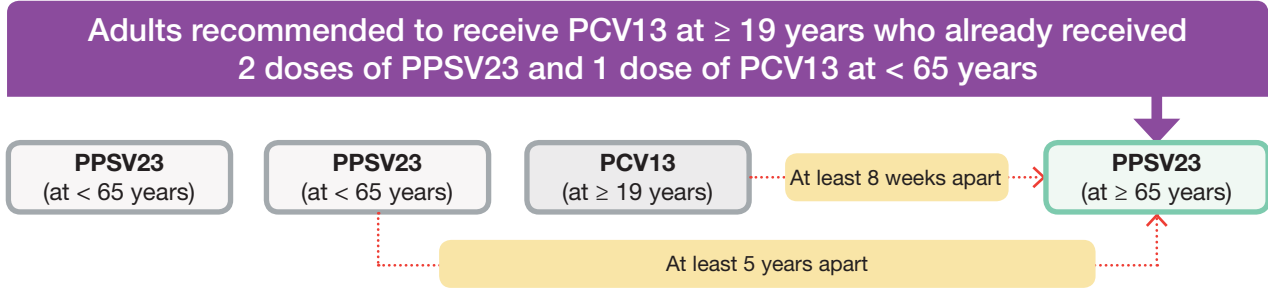 Adults recommended to receive PCV13 at ≥ 19 years who already received
2 doses of PPSV23 and 1 dose of PCV13 at < 65 years
PPSV23
(at < 65 years)
PPSV23
(at < 65 years)
PCV13
(at ≥ 19 years)
At least 8 weeks apart
PPSV23
(at ≥ 65 years)
At least 5 years apart